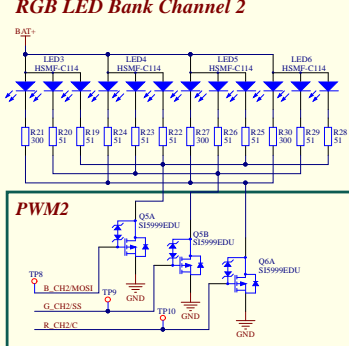 RGB LED Bank Channel 2
BAT+
LED3 LED4 LED5 LED6
HSMF-C114 HSMF-C114 HSMF-C114 HSMF-C114
R21 R20 R19 R24 R23 R22 R27 R26 R25 R30 R29 R28
300 51 51 51 51 51 300 51 51 300 51 51
PWM2
Q5A
SI5999EDU
Q5B
SI5999EDU
Q6A
SI5999EDU
TP8
B_CH2/MOSI
TP9
G_CH2/SS
TP10
R_CH2/C
GND
GND
GND